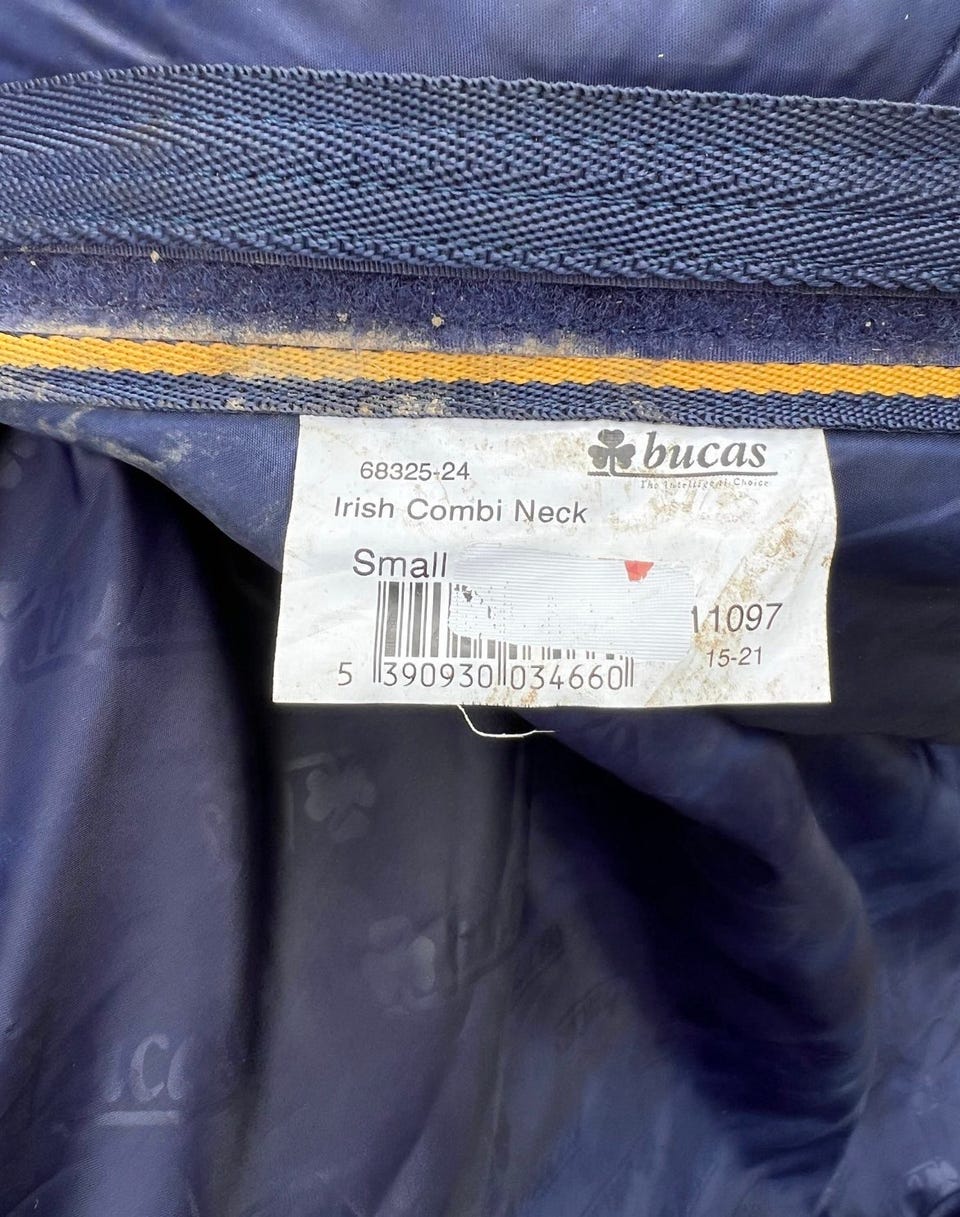 bucas
The Intelligent Choice
68325-24
Irish Combi Neck
Small
11097
15-21
5 390930 034660